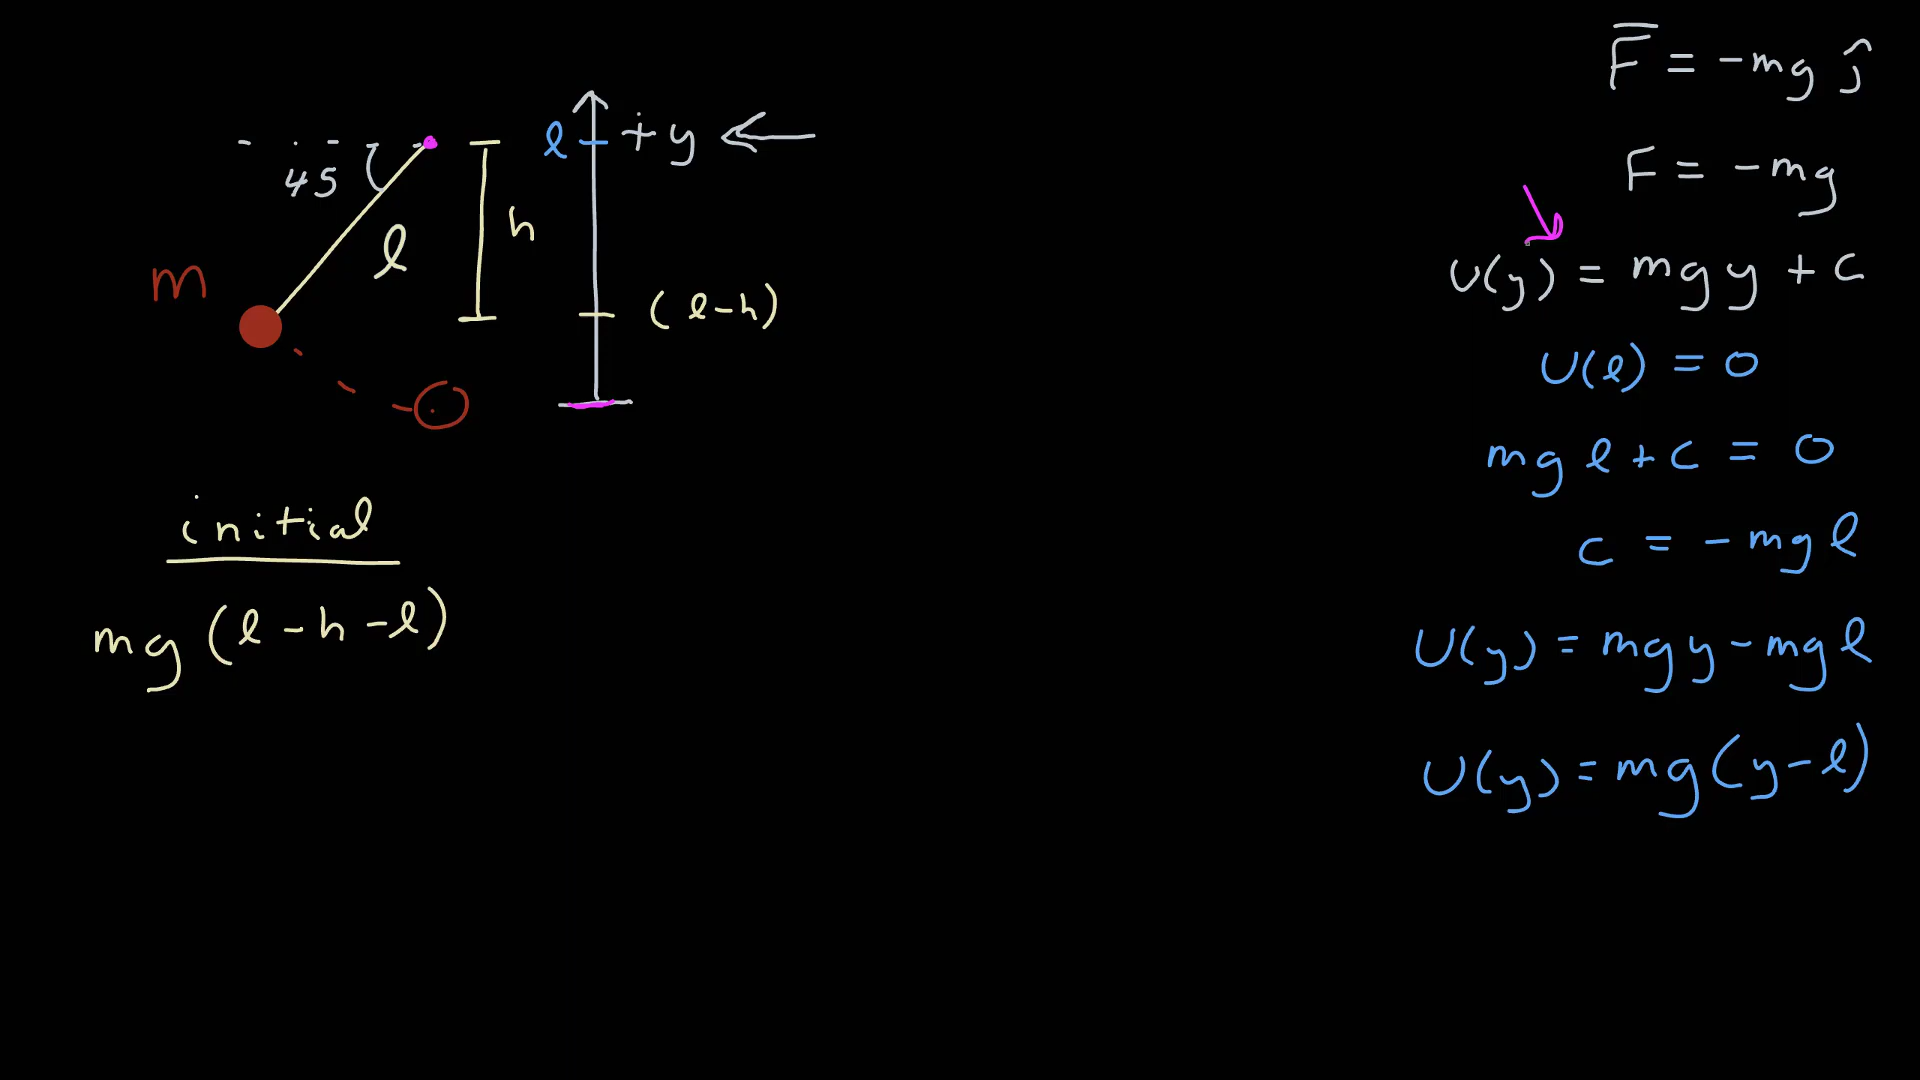 45
l
h
m
l
+y
(l-h)
initial
mg(l-h-l)
F = -mg ĵ
F = -mg
U(y) = mgy + c
U(l) = 0
mgl + c = 0
c = -mgl
U(y) = mgy - mgl
U(y) = mg(y-l)